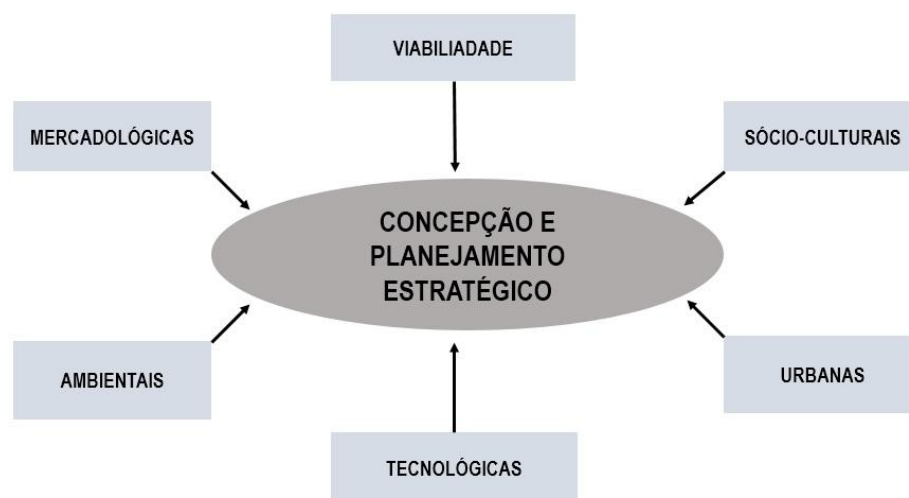 VIABILIADADE
MERCADOLÓGICAS
SÓCIO-CULTURAIS
CONCEPÇÃO E
PLANEJAMENTO
ESTRATÉGICO
AMBIENTAIS
URBANAS
TECNOLÓGICAS